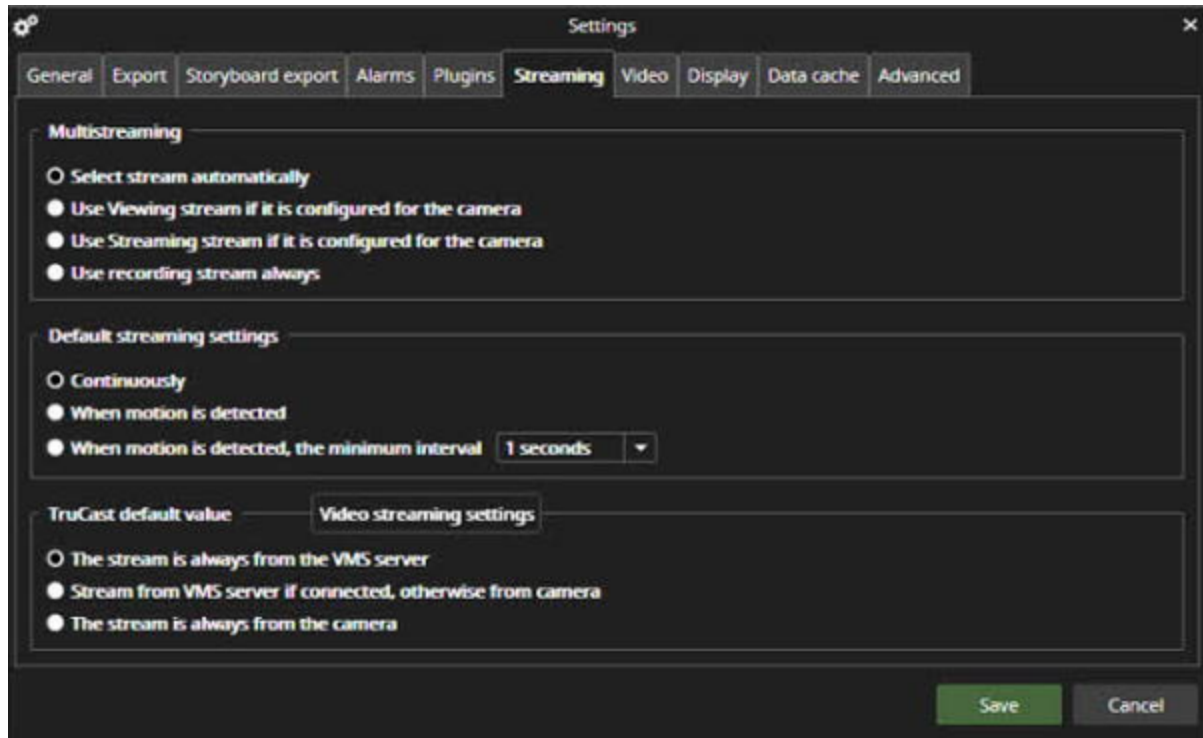 Settings
General Export Storyboard export Alarms Plugins Streaming Video Display Data cache Advanced
Multistreaming
Select stream automatically
Use Viewing stream if it is configured for the camera
Use Streaming stream if it is configured for the camera
Use recording stream always
Default streaming settings
Continuously
When motion is detected
When motion is detected, the minimum interval 1 seconds
TruCast default value Video streaming settings
The stream is always from the VMS server
Stream from VMS server if connected, otherwise from camera
The stream is always from the camera
Save Cancel